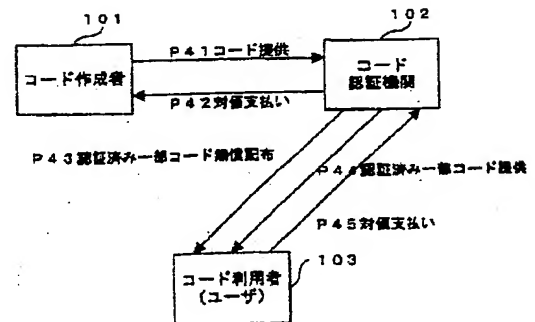 101
102
P41コード提供
コード作成者
コード
認証機関
P42対価支払い
P43認証済み一部コード無償配布
P44認証済み一部コード提供
P45対価支払い
コード利用者
(ユーザ)
103